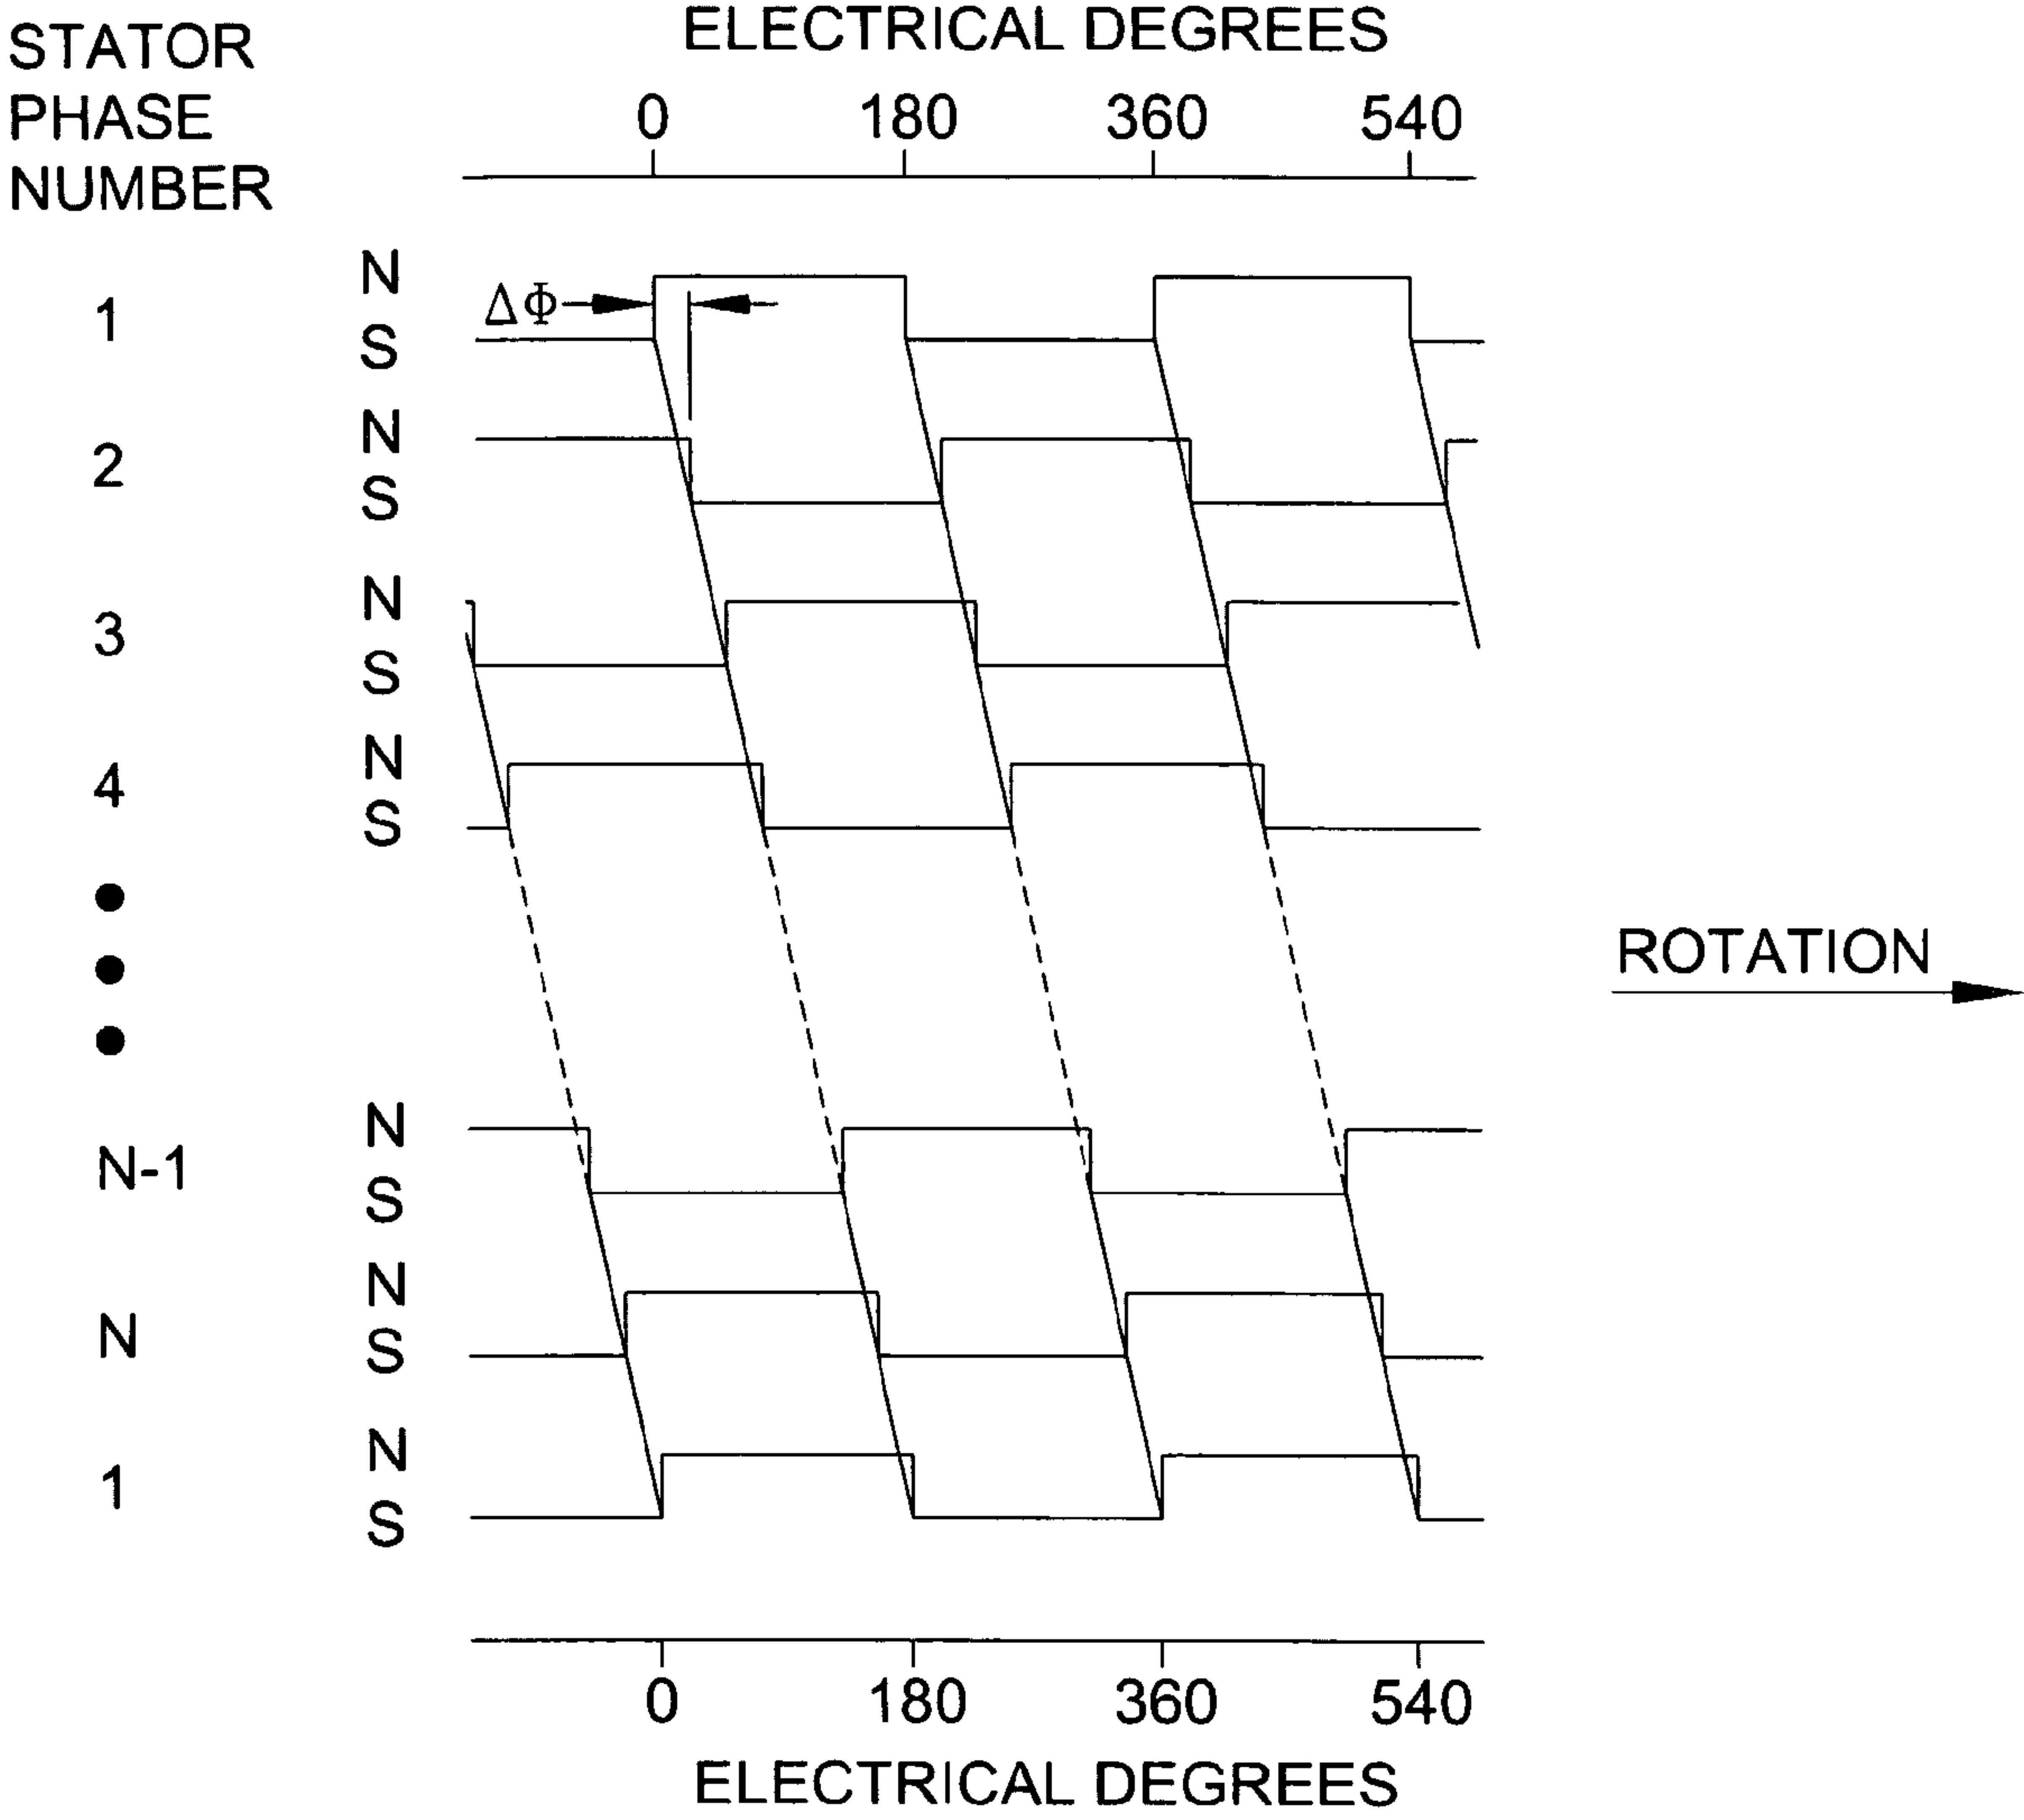 STATOR
PHASE
NUMBER
ELECTRICAL DEGREES
0 180 360 540
1 N
S
ΔΦ
2 N
S
3 N
S
4 N
S
ROTATION
N-1 N
S
N N
S
1 N
S
0 180 360 540
ELECTRICAL DEGREES